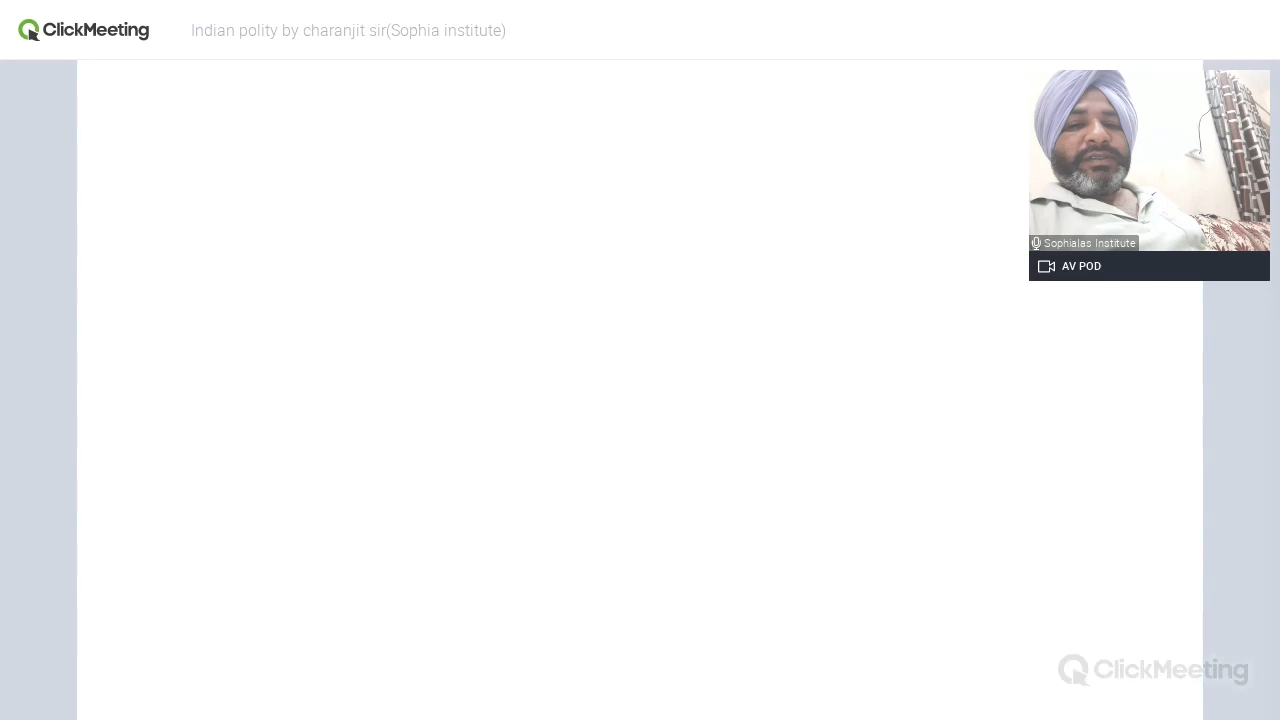 ClickMeeting
Indian polity by charanjit sir(Sophia institute)
SophiaIas Institute
AV POD
ClickMeeting